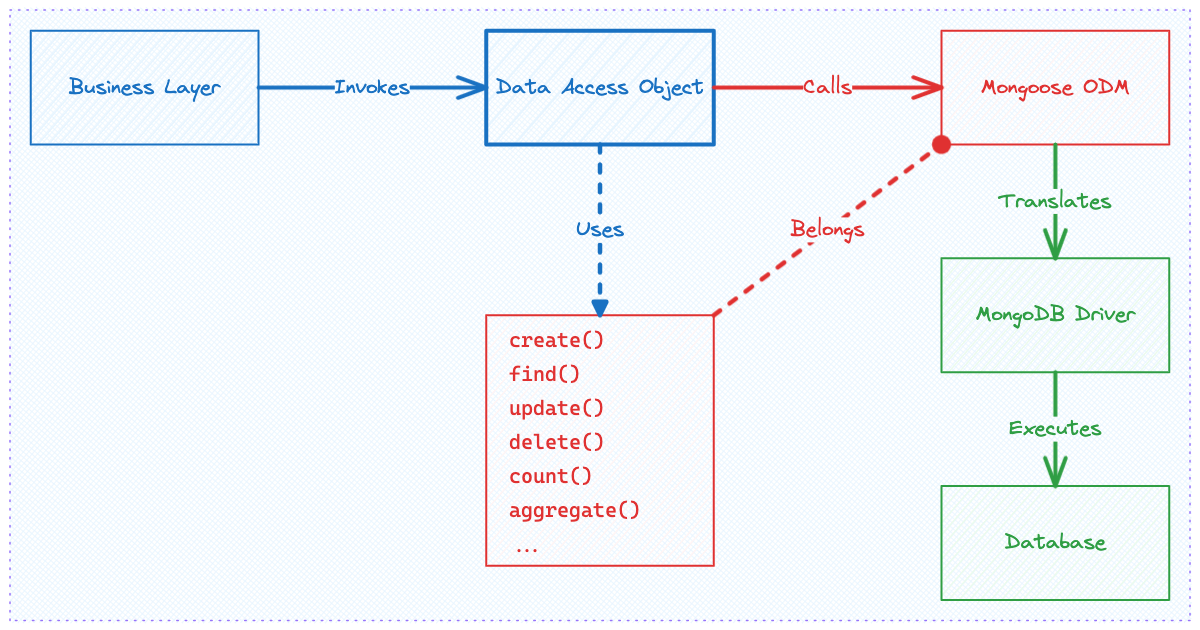 Business Layer
Invokes
Data Access Object
Calls
Mongoose ODM
Translates
Uses
Belongs
MongoDB Driver
create()
find()
update()
delete()
count()
aggregate()
...
Executes
Database